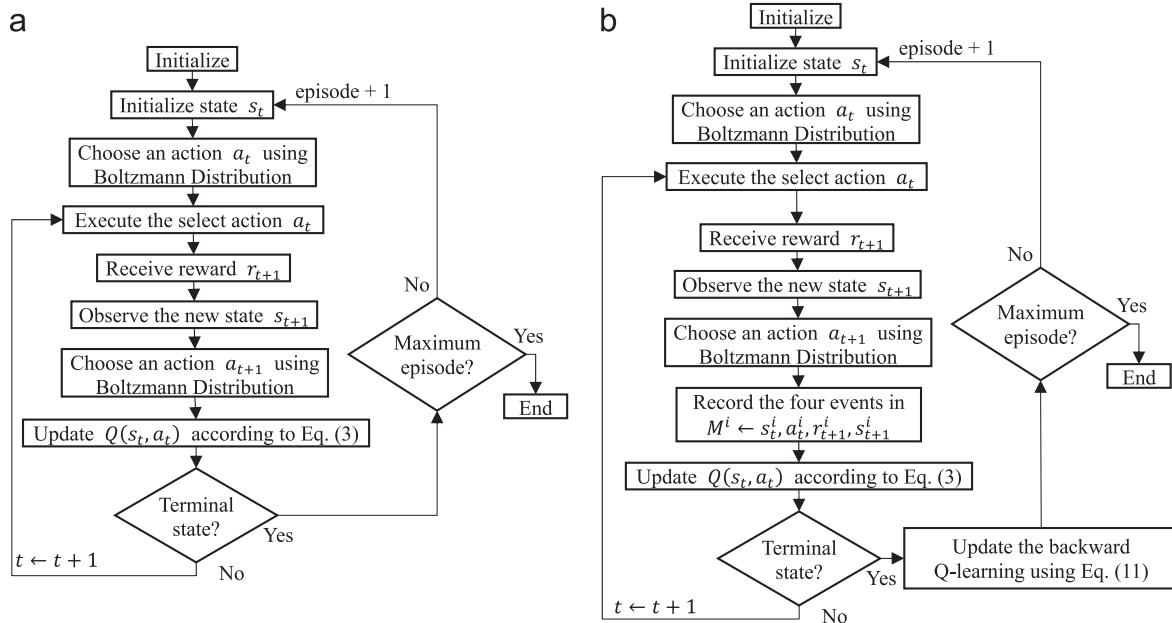 a
Initialize
Initialize state s_t
episode + 1
Choose an action a_t using
Boltzmann Distribution
Execute the select action a_t
Receive reward r_{t+1}
Observe the new state s_{t+1}
Choose an action a_{t+1} using
Boltzmann Distribution
Update Q(s_t, a_t) according to Eq. (3)
Terminal
state?
Yes
No
t ← t + 1
Maximum
episode?
No
Yes
End
b
Initialize
Initialize state s_t
episode + 1
Choose an action a_t using
Boltzmann Distribution
Execute the select action a_t
Receive reward r_{t+1}
Observe the new state s_{t+1}
Choose an action a_{t+1} using
Boltzmann Distribution
Record the four events in
M^i ← s_t^i, a_t^i, r_{t+1}^i, s_{t+1}^i
Update Q(s_t, a_t) according to Eq. (3)
Terminal
state?
Yes
No
t ← t + 1
Update the backward
Q-learning using Eq. (11)
Maximum
episode?
No
Yes
End